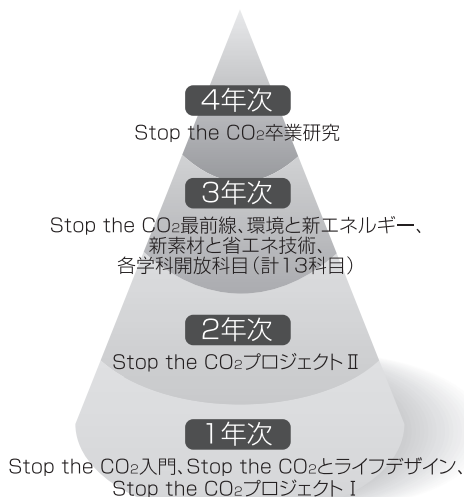 4年次
Stop the CO₂卒業研究
3年次
Stop the CO₂最前線、環境と新エネルギー、
新素材と省エネ技術、
各学科開放科目(計13科目)
2年次
Stop the CO₂プロジェクトⅡ
1年次
Stop the CO₂入門、Stop the CO₂とライフデザイン、
Stop the CO₂プロジェクトⅠ